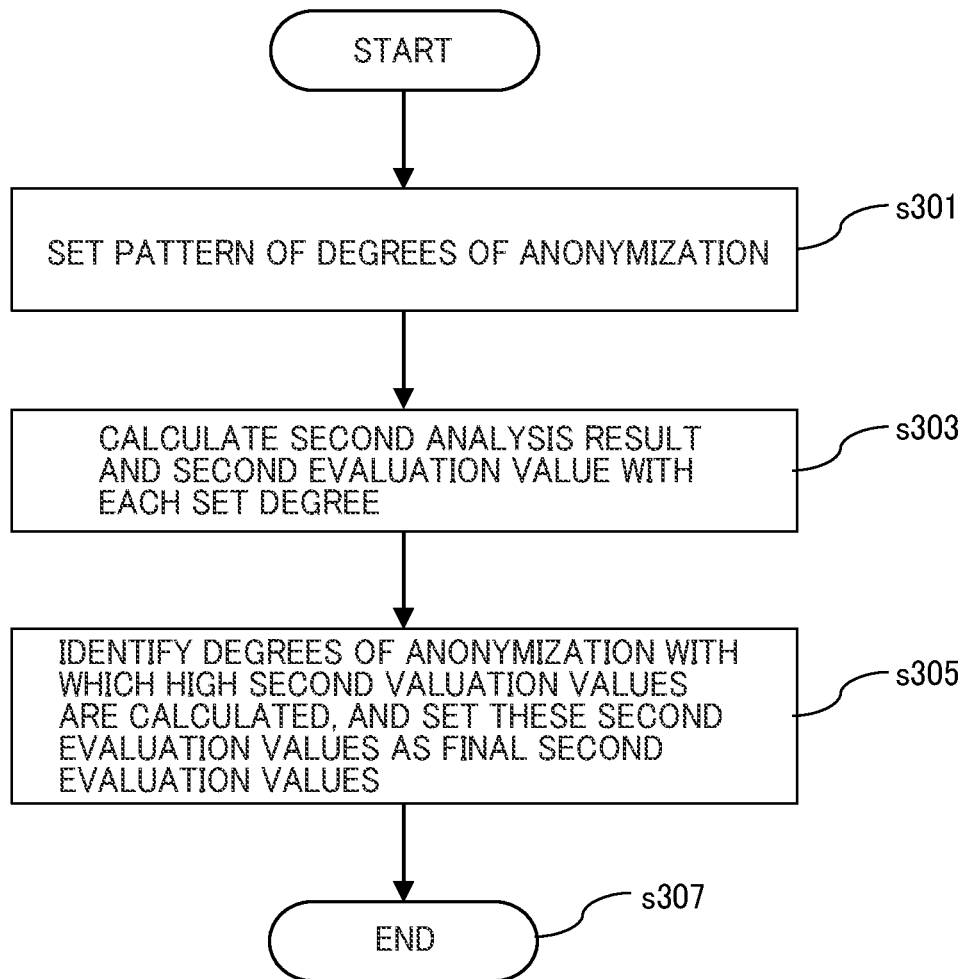 START
s301
SET PATTERN OF DEGREES OF ANONYMIZATION
s303
CALCULATE SECOND ANALYSIS RESULT
AND SECOND EVALUATION VALUE WITH
EACH SET DEGREE
s305
IDENTIFY DEGREES OF ANONYMIZATION WITH
WHICH HIGH SECOND VALUATION VALUES
ARE CALCULATED, AND SET THESE SECOND
EVALUATION VALUES AS FINAL SECOND
EVALUATION VALUES
s307
END